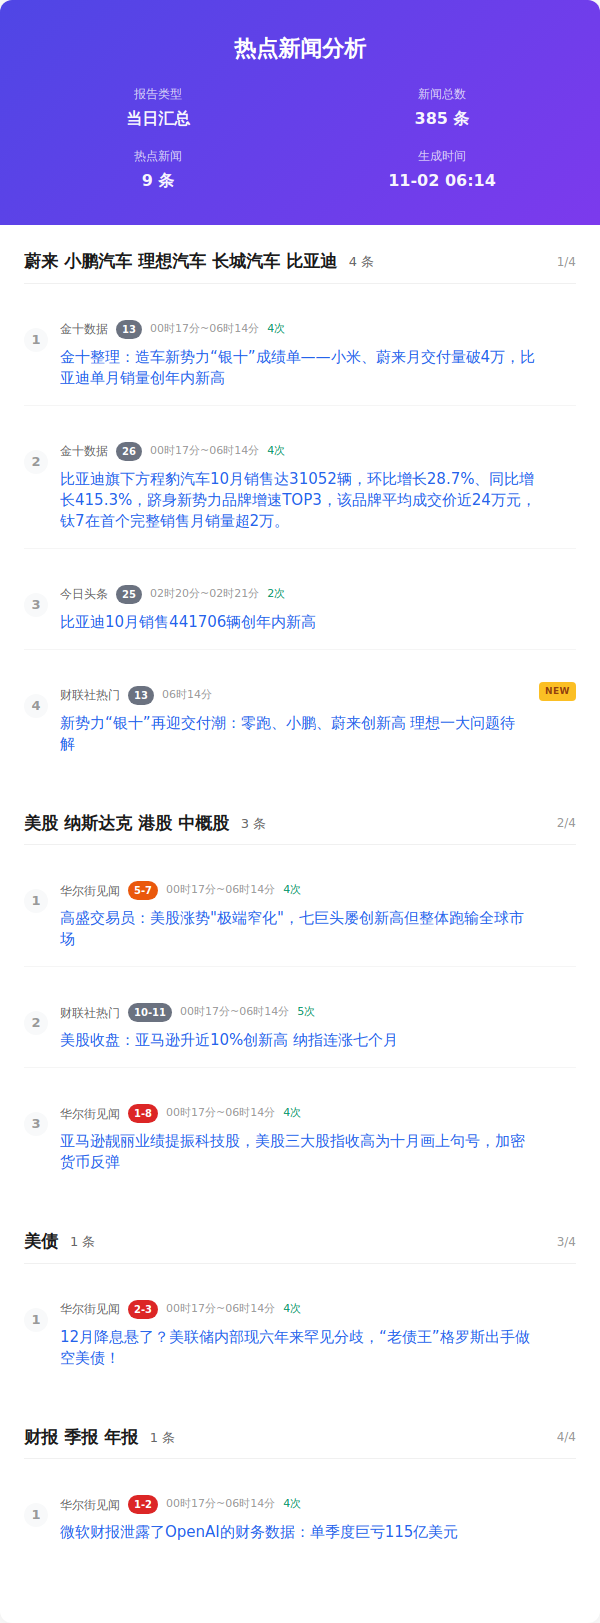 热点新闻分析
报告类型
新闻总数
当日汇总
385 条
热点新闻
生成时间
9 条
11-02 06:14
蔚来 小鹏汽车 理想汽车 长城汽车 比亚迪 4 条 1/4
1
金十数据 13 00时17分~06时14分 4次
金十整理：造车新势力“银十”成绩单——小米、蔚来月交付量破4万，比
亚迪单月销量创年内新高
2
金十数据 26 00时17分~06时14分 4次
比亚迪旗下方程豹汽车10月销售达31052辆，环比增长28.7%、同比增
长415.3%，跻身新势力品牌增速TOP3，该品牌平均成交价近24万元，
钛7在首个完整销售月销量超2万。
3
今日头条 25 02时20分~02时21分 2次
比亚迪10月销售441706辆创年内新高
4
财联社热门 13 06时14分 NEW
新势力“银十”再迎交付潮：零跑、小鹏、蔚来创新高 理想一大问题待
解
美股 纳斯达克 港股 中概股 3 条 2/4
1
华尔街见闻 5-7 00时17分~06时14分 4次
高盛交易员：美股涨势"极端窄化"，七巨头屡创新高但整体跑输全球市
场
2
财联社热门 10-11 00时17分~06时14分 5次
美股收盘：亚马逊升近10%创新高 纳指连涨七个月
3
华尔街见闻 1-8 00时17分~06时14分 4次
亚马逊靓丽业绩提振科技股，美股三大股指收高为十月画上句号，加密
货币反弹
美债 1 条 3/4
1
华尔街见闻 2-3 00时17分~06时14分 4次
12月降息悬了？美联储内部现六年来罕见分歧，“老债王”格罗斯出手做
空美债！
财报 季报 年报 1 条 4/4
1
华尔街见闻 1-2 00时17分~06时14分 4次
微软财报泄露了OpenAI的财务数据：单季度巨亏115亿美元